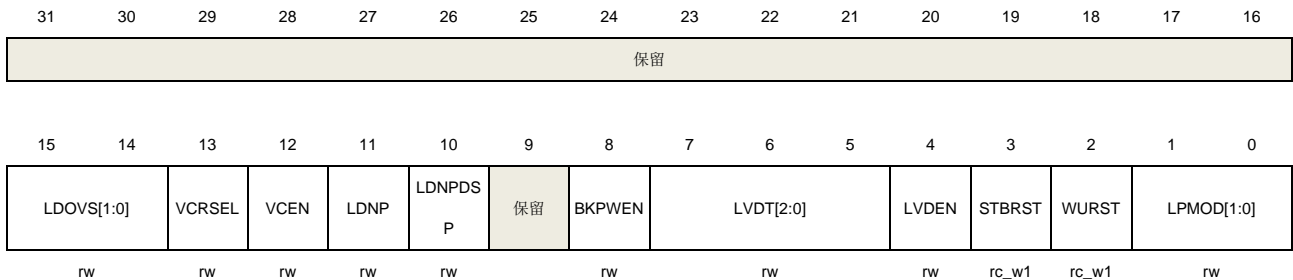 31 30 29 28 27 26 25 24 23 22 21 20 19 18 17 16
保留
15 14 13 12 11 10 9 8 7 6 5 4 3 2 1 0
LDOVS[1:0] VCRSEL VCEN LDNP LDNPDS
P 保留 BKPWEN LVDT[2:0] LVDEN STBRST WURST LPMOD[1:0]
rw rw rw rw rw rw rw rw rc_w1 rc_w1 rw